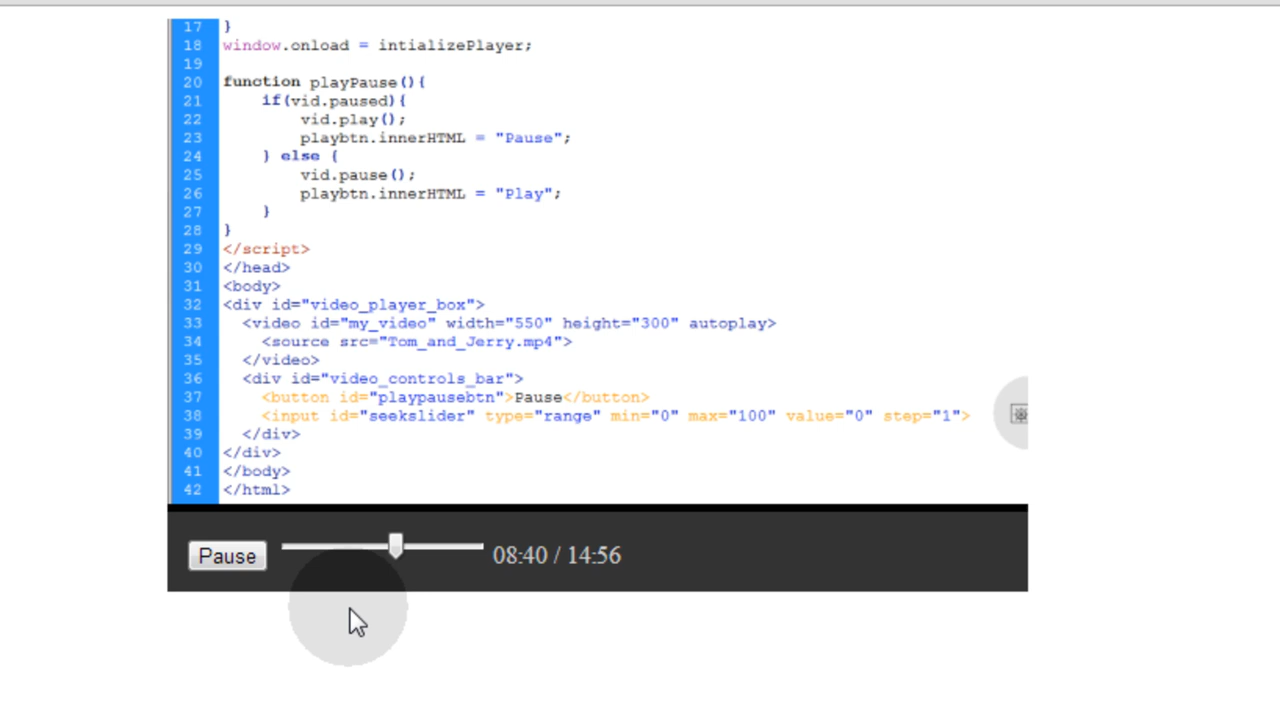 17 }
18 window.onload = intializePlayer;
19
20 function playPause(){
21 if(vid.paused){
22 vid.play();
23 playbtn.innerHTML = "Pause";
24 } else {
25 vid.pause();
26 playbtn.innerHTML = "Play";
27 }
28 }
29 </script>
30 </head>
31 <body>
32 <div id="video_player_box">
33 <video id="my_video" width="550" height="300" autoplay>
34 <source src="Tom_and_Jerry.mp4">
35 </video>
36 <div id="video_controls_bar">
37 <button id="playpausebtn">Pause</button>
38 <input id="seekslider" type="range" min="0" max="100" value="0" step="1">
39 </div>
40 </div>
41 </body>
42 </html>
Pause 08:40 / 14:56